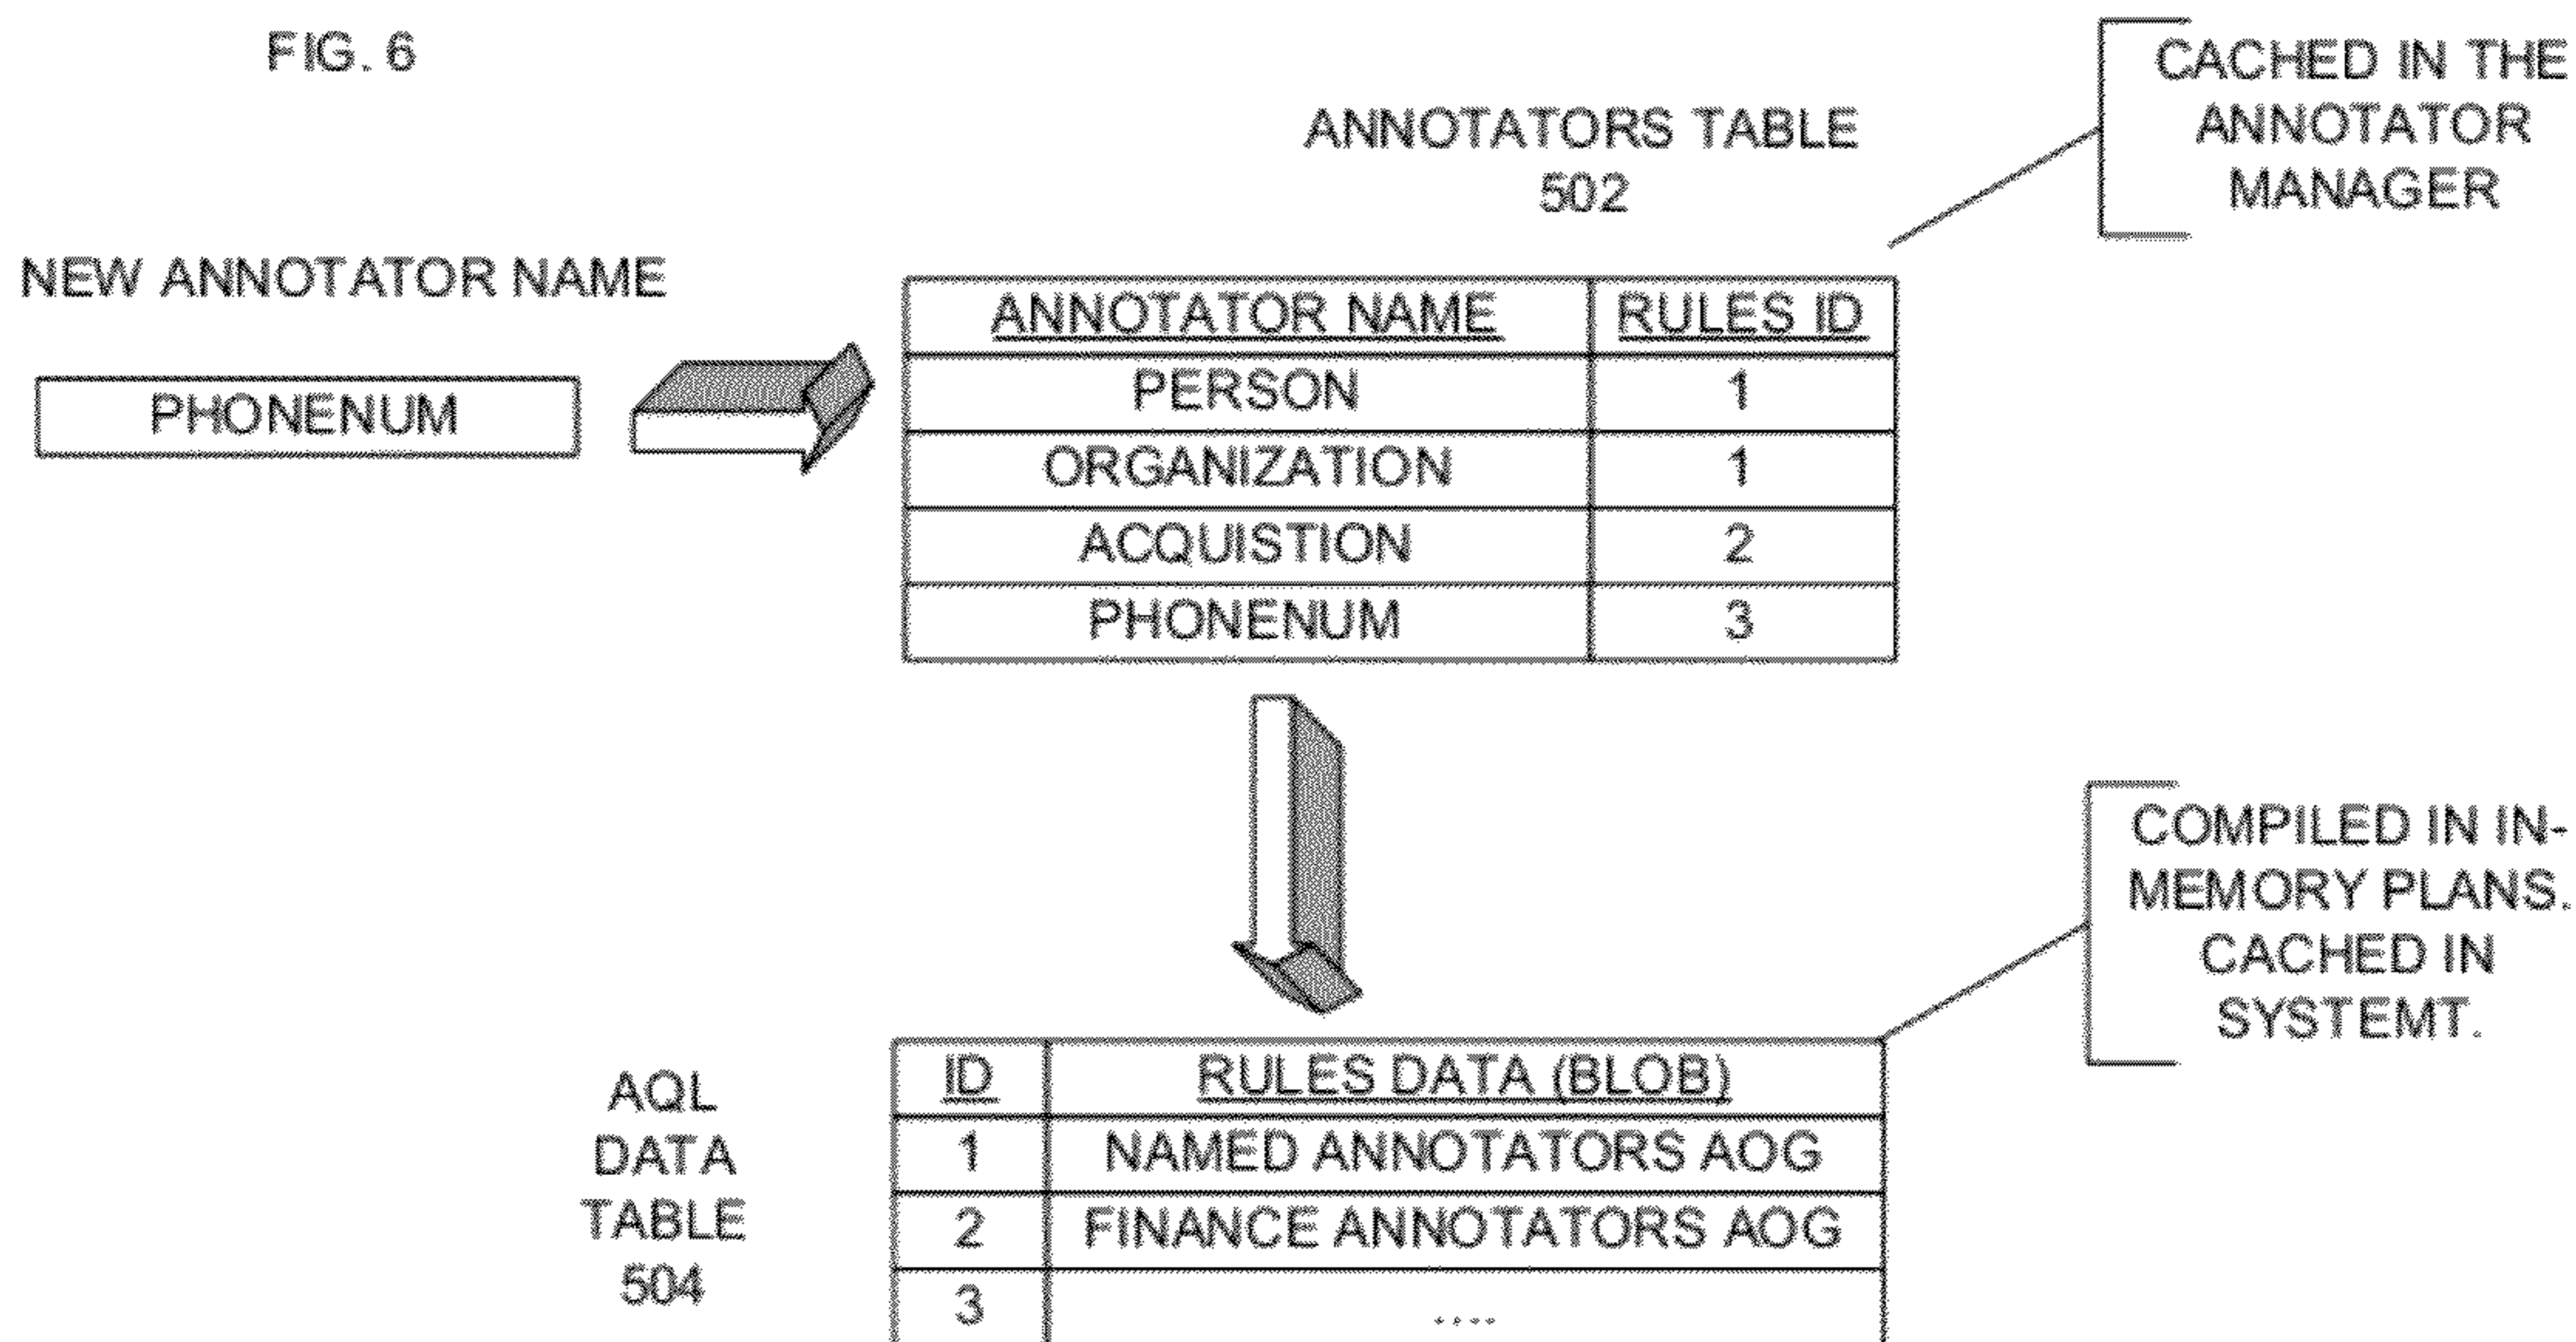 FIG. 6
CACHED IN THE
ANNOTATOR
MANAGER
ANNOTATORS TABLE
502
NEW ANNOTATOR NAME
PHONENUM
ANNOTATOR NAME RULES ID
PERSON 1
ORGANIZATION 1
ACQUISTION 2
PHONENUM 3
COMPILED IN IN-
MEMORY PLANS.
CACHED IN
SYSTEMT.
AQL
DATA
TABLE
504
ID RULES DATA (BLOB)
1 NAMED ANNOTATORS AOG
2 FINANCE ANNOTATORS AOG
3 ....